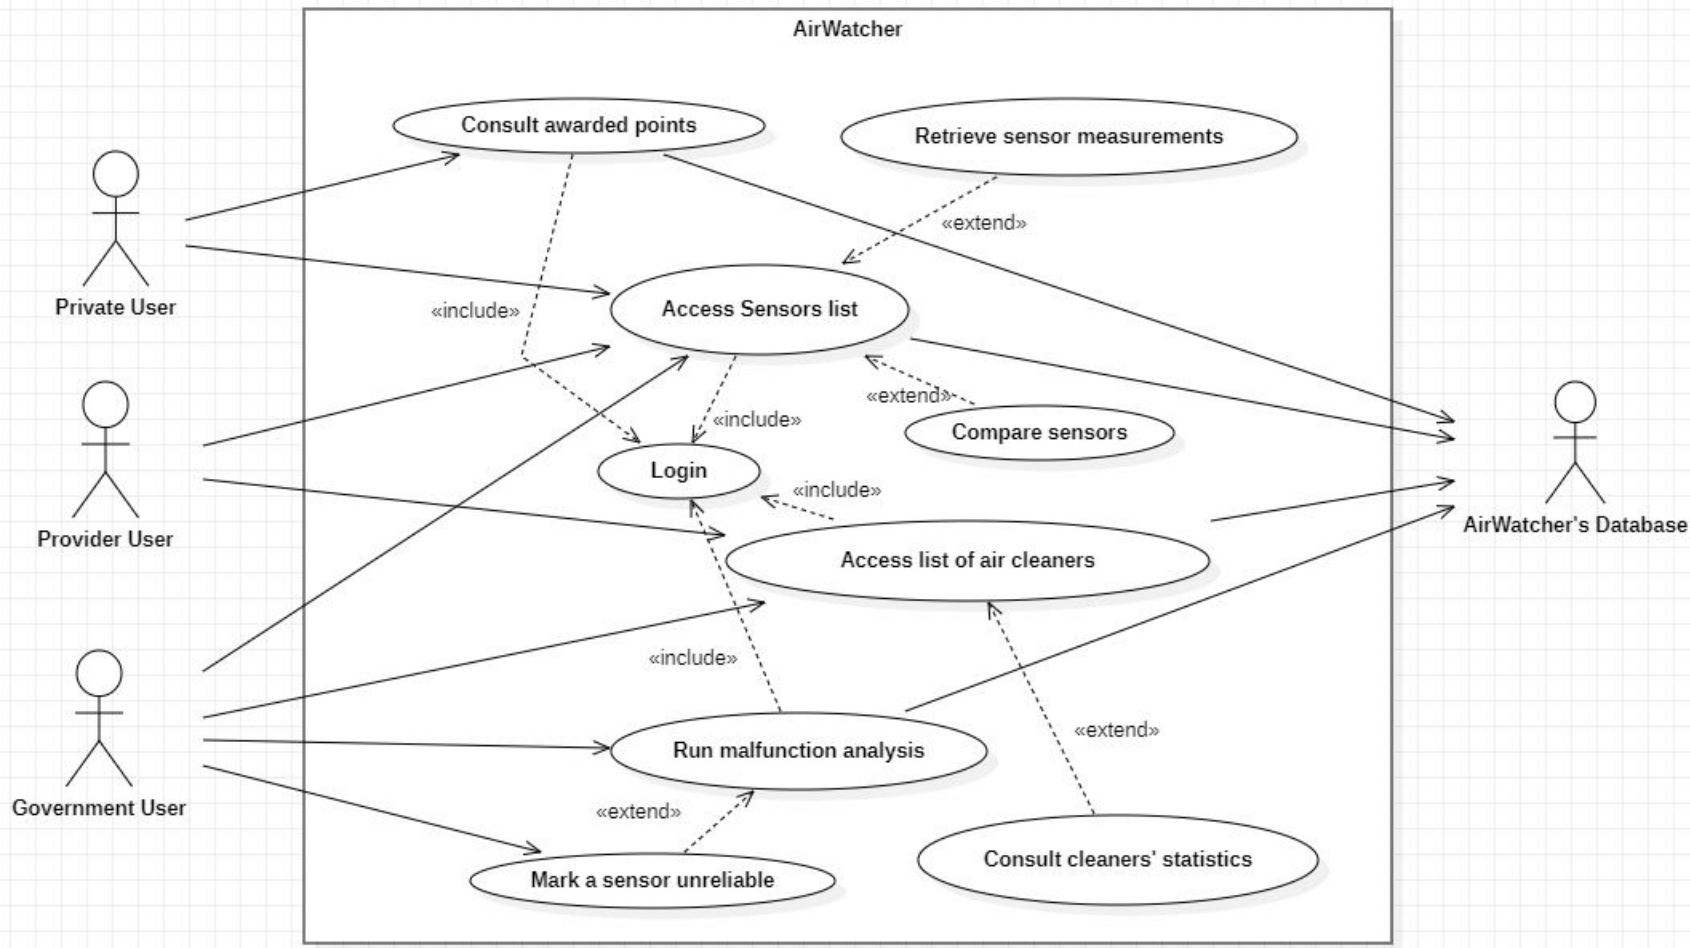 AirWatcher
Consult awarded points
Retrieve sensor measurements
«extend»
Private User
«include»
Access Sensors list
«extend»
«include»
Compare sensors
Login
«include»
Provider User
AirWatcher's Database
Access list of air cleaners
«include»
«extend»
Run malfunction analysis
Government User
«extend»
Consult cleaners' statistics
Mark a sensor unreliable